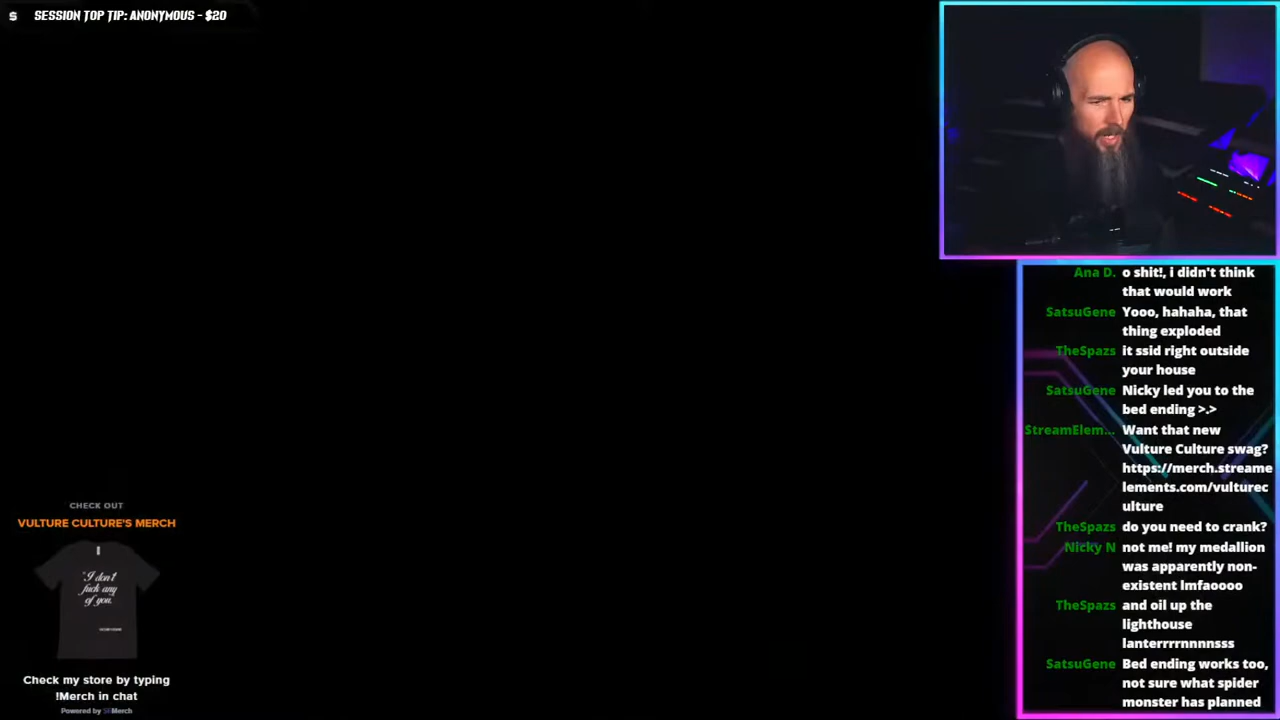 $ SESSION TOP TIP: ANONYMOUS - $20
Ana D. o shit!, i didn't think
that would work
SatsuGene Yooo, hahaha, that
thing exploded
TheSpazs it ssid right outside
your house
SatsuGene Nicky led you to the
bed ending >.>
StreamElem... Want that new
Vulture Culture swag?
https://merch.streame
lements.com/vulturec
ulture
TheSpazs do you need to crank?
Nicky N not me! my medallion
was apparently non-
existent lmfaoooo
TheSpazs and oil up the
lighthouse
lanterrrrnnnnsss
SatsuGene Bed ending works too,
not sure what spider
monster has planned
CHECK OUT
VULTURE CULTURE'S MERCH
"I don't
fuck any
of you."
Check my store by typing
!Merch in chat
Powered by SEMerch